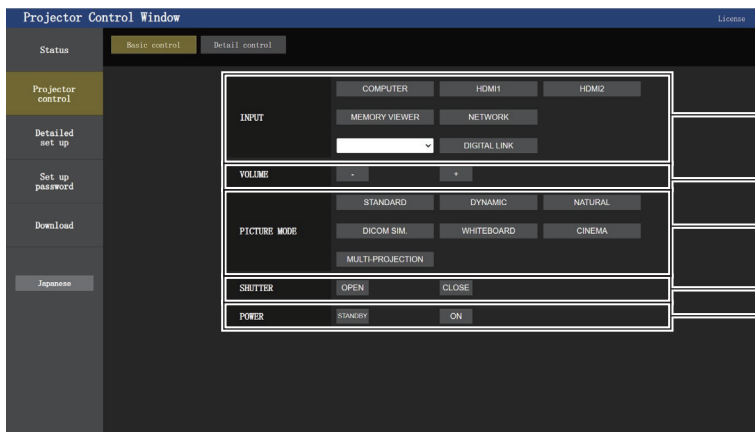 Projector Control Window
License
Status
Projector
control
Detailed
set up
Set up
password
Download
Japanese
Basic control
Detail control
INPUT
COMPUTER
HDMI1
HDMI2
MEMORY VIEWER
NETWORK
DIGITAL LINK
VOLUME
-
+
PICTURE MODE
STANDARD
DYNAMIC
NATURAL
DICOM SIM.
WHITEBOARD
CINEMA
MULTI-PROJECTION
SHUTTER
OPEN
CLOSE
POWER
STANDBY
ON